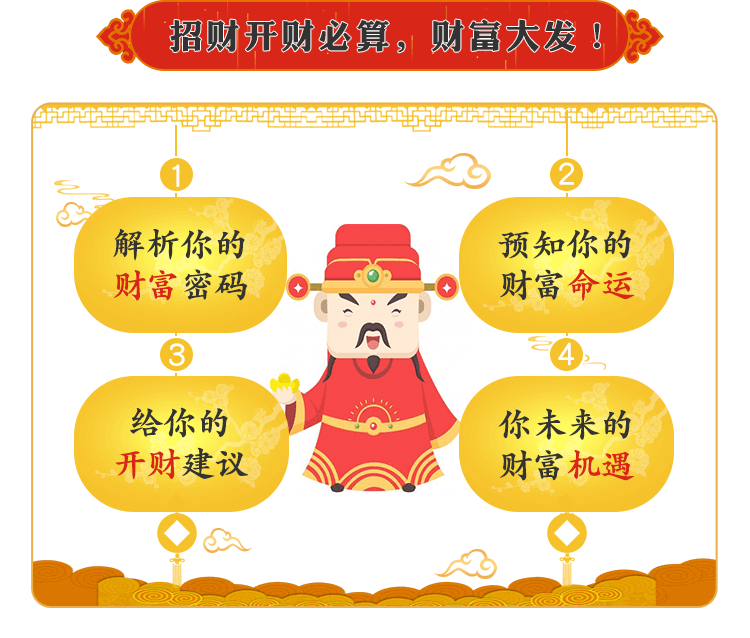 招财开财必算，财富大发！
1
解析你的
财富密码
2
预知你的
财富命运
3
给你的
开财建议
4
你未来的
财富机遇